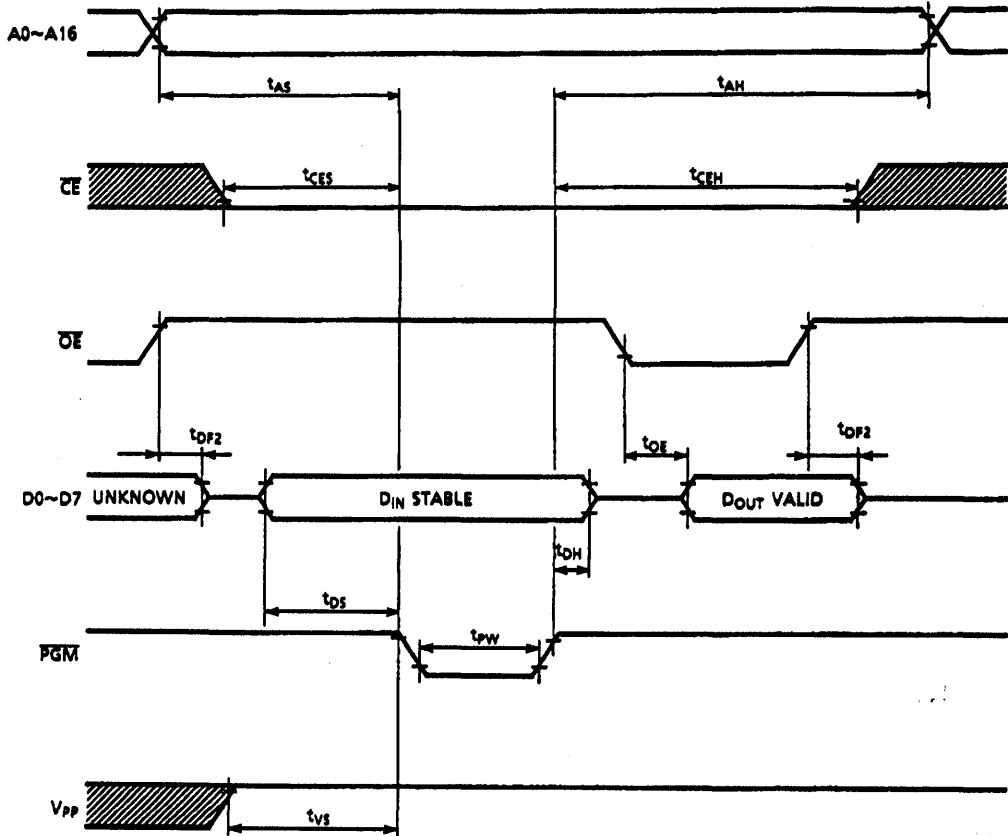 A0~A16
tAS
tAH
CE
tCES
tCEH
OE
tDF2
tOE
tDF2
D0~D7 UNKNOWN
DIN STABLE
DOUT VALID
tDH
tDS
PGM
tPW
VPP
tVS